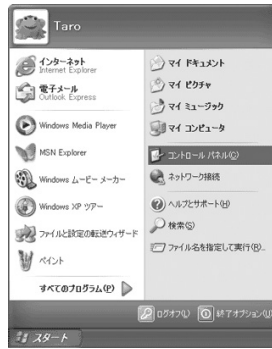 Taro
インターネット
Internet Explorer
電子メール
Outlook Express
Windows Media Player
MSN Explorer
Windows ムービー メーカー
Windows XP ツアー
ファイルと設定の転送ウィザード
ペイント
すべてのプログラム(P)
マイ ドキュメント
マイ ピクチャ
マイ ミュージック
マイ コンピュータ
コントロール パネル(C)
ネットワーク接続
ヘルプとサポート(H)
検索(S)
ファイル名を指定して実行(R)...
ログオフ(L)
終了オプション(U)
スタート